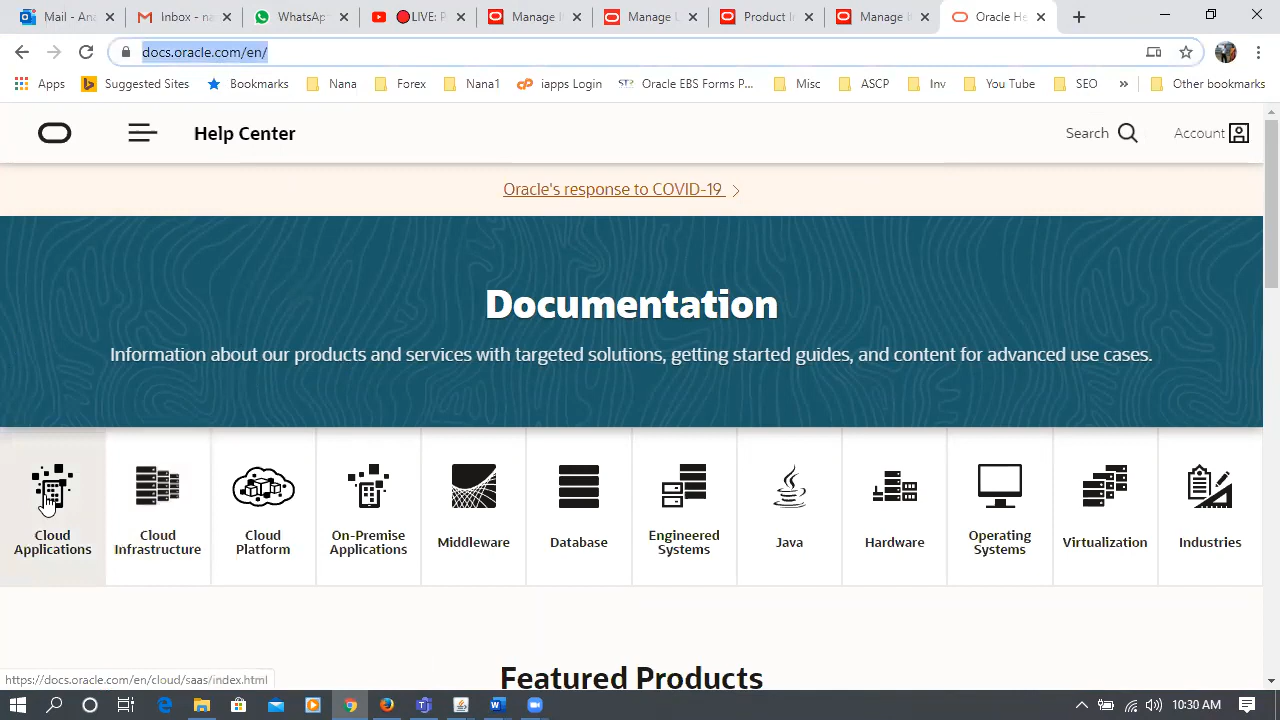 Mail - Ana
Inbox - na
WhatsAp
LIVE: P
Manage I
Manage L
Product I
Manage I
Oracle He
docs.oracle.com/en/
Apps
Suggested Sites
Bookmarks
Nana
Forex
Nana1
iapps Login
Oracle EBS Forms P...
Misc
ASCP
Inv
You Tube
SEO
»
Other bookmarks
Help Center
Search
Account
Oracle's response to COVID-19
Documentation
Information about our products and services with targeted solutions, getting started guides, and content for advanced use cases.
Cloud
Applications
Cloud
Infrastructure
Cloud
Platform
On-Premise
Applications
Middleware
Database
Engineered
Systems
Java
Hardware
Operating
Systems
Virtualization
Industries
Featured Products
https://docs.oracle.com/en/cloud/saas/index.html
10:30 AM